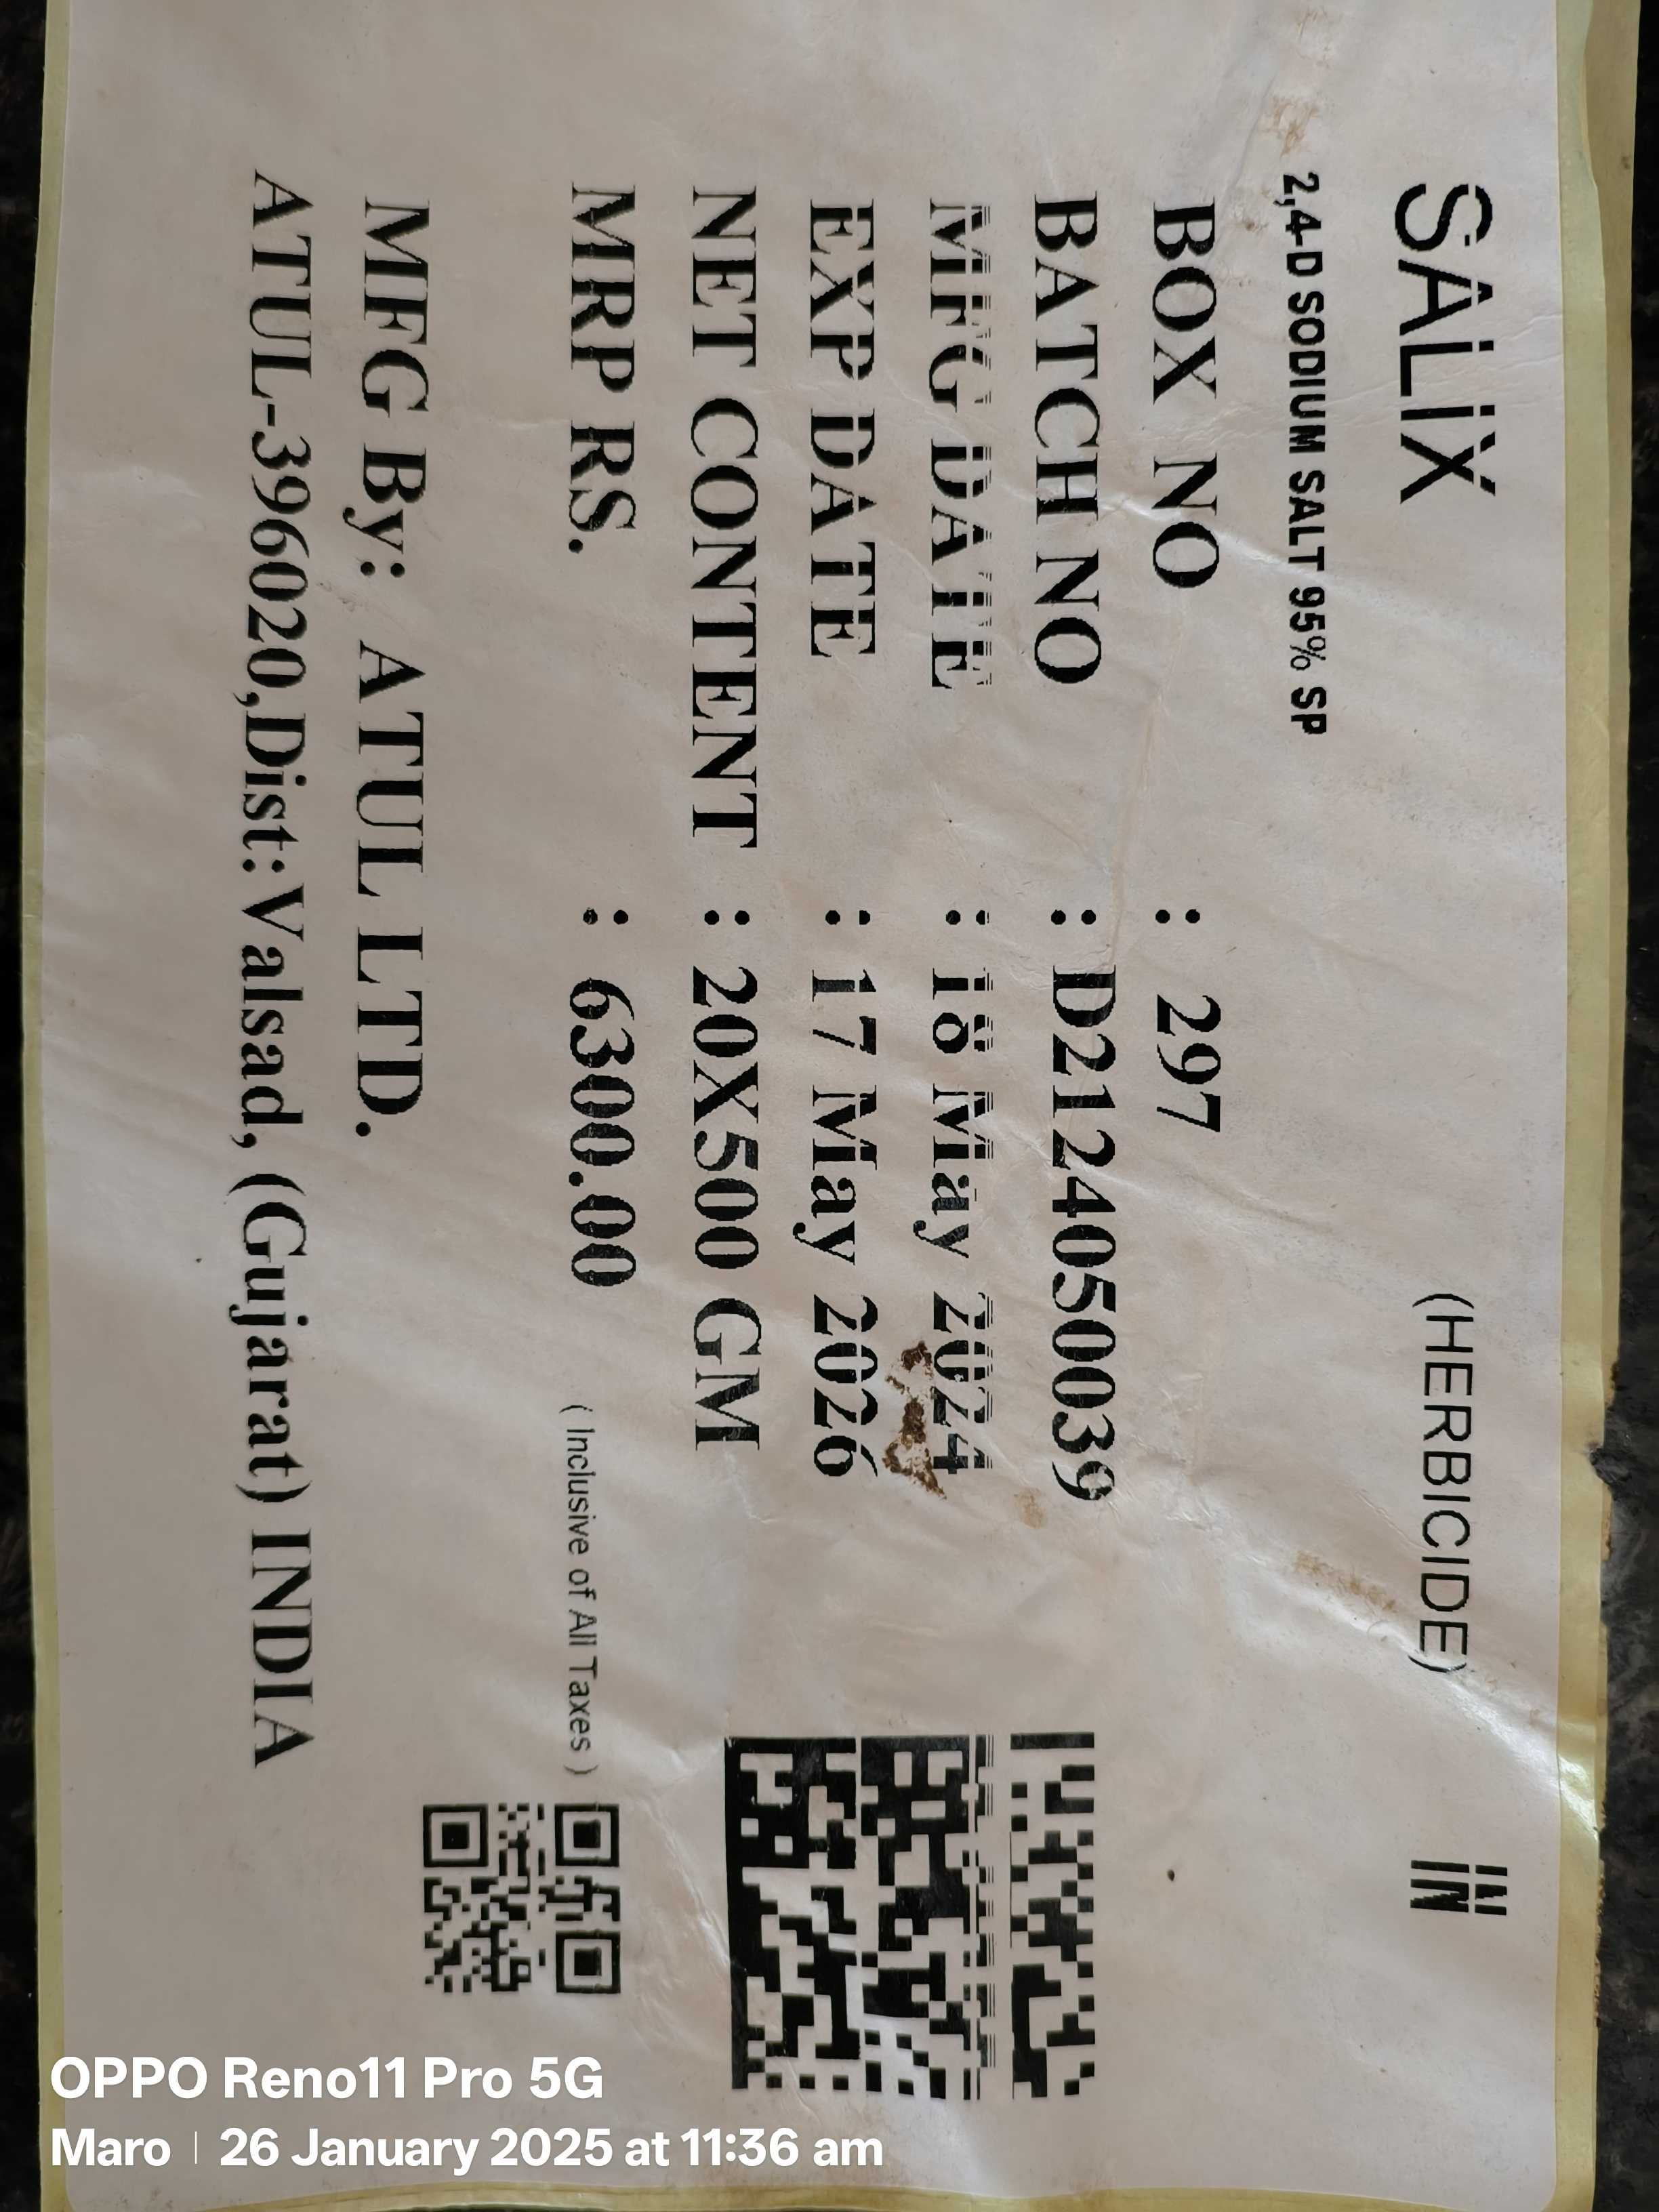 SALIX (HERBICIDE) IN
2,4-D SODIUM SALT 95% SP
BOX NO : 297
BATCH NO : D2124050039
MFG DATE : 18 May 2024
EXP DATE : 17 May 2026
NET CONTENT : 20X500 GM
MRP RS. : 6300.00 ( Inclusive of All Taxes )
MFG By: ATUL LTD.
ATUL-396020,Dist:Valsad, (Gujarat) INDIA
OPPO Reno11 Pro 5G
Maro | 26 January 2025 at 11:36 am